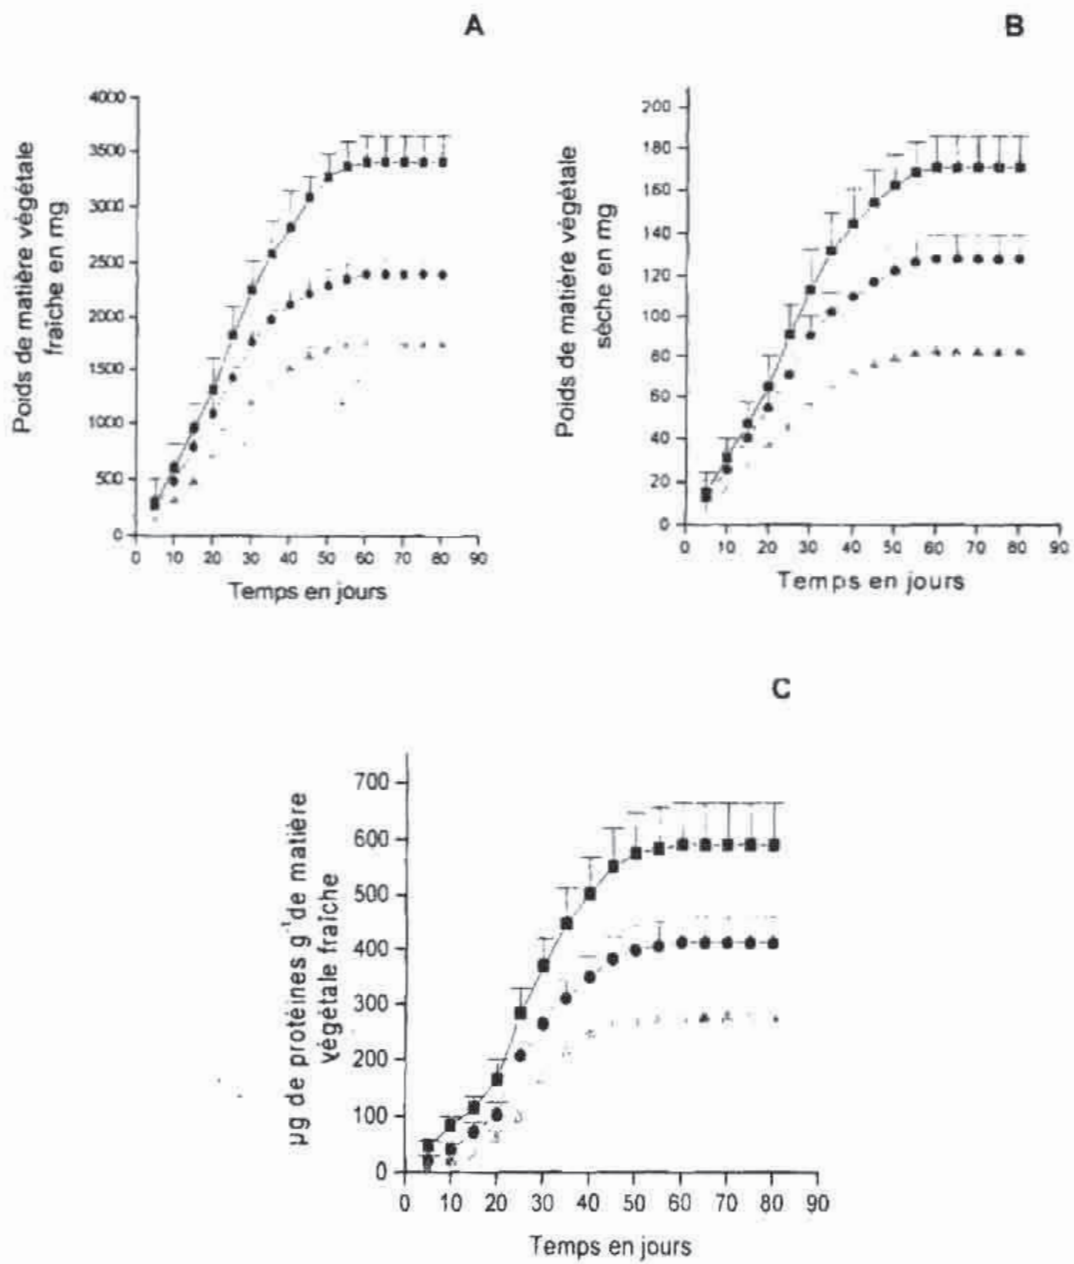 A
B
4000
3500
3000
2500
2000
1500
1000
500
0
0 10 20 30 40 50 60 70 80 90
Poids de matière végétale
fraîche en mg
Temps en jours
200
180
160
140
120
100
80
60
40
20
0
0 10 20 30 40 50 60 70 80 90
Poids de matière végétale
sèche en mg
Temps en jours
C
700
600
500
400
300
200
100
0
0 10 20 30 40 50 60 70 80 90
µg de protéines g⁻¹ de matière
végétale fraîche
Temps en jours